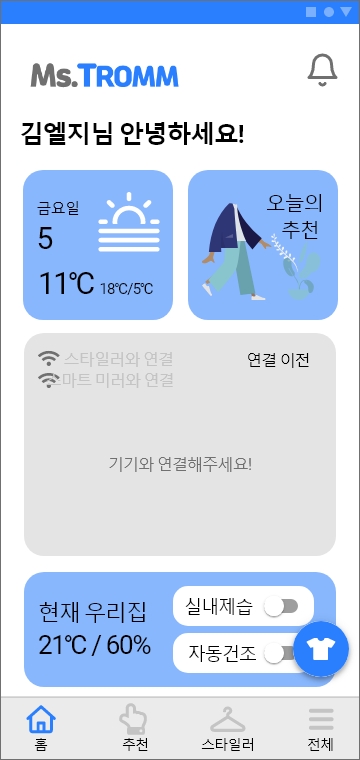 Ms.TROMM
김엘지님 안녕하세요!
금요일
5
11℃ 18℃/5℃
오늘의
추천
스타일러와 연결
연결 이전
스마트 미러와 연결
기기와 연결해주세요!
현재 우리집
21℃ / 60%
실내제습
자동건조
홈
추천
스타일러
전체